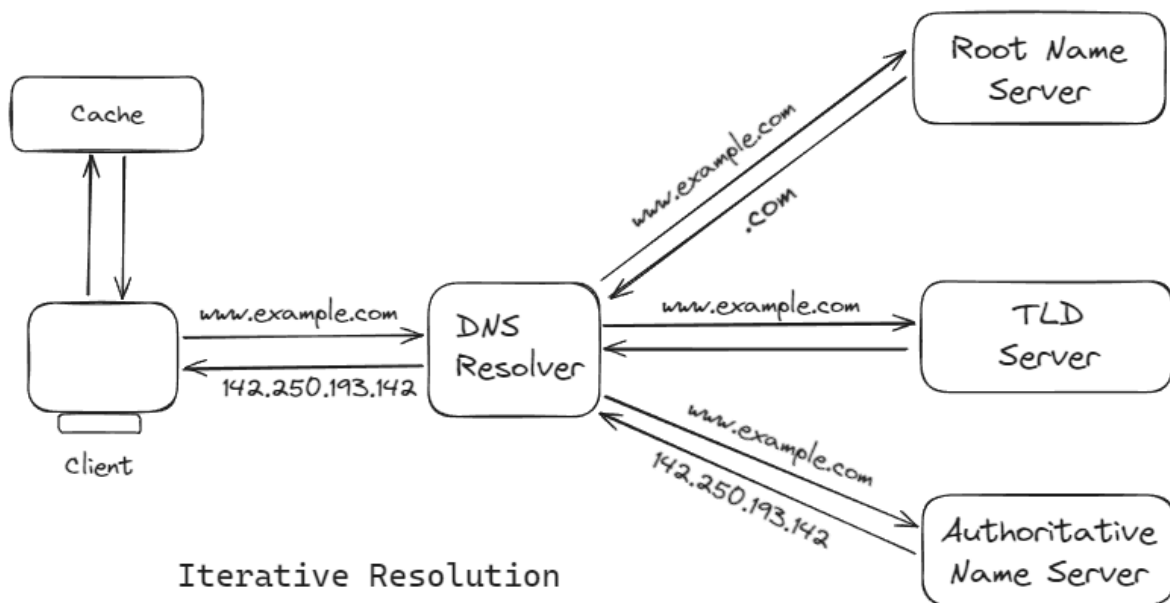 Root Name
Server
Cache
www.example.com
.com
www.example.com
DNS
Resolver
142.250.193.142
Client
www.example.com
TLD
Server
www.example.com
142.250.193.142
Authoritative
Name Server
Iterative Resolution